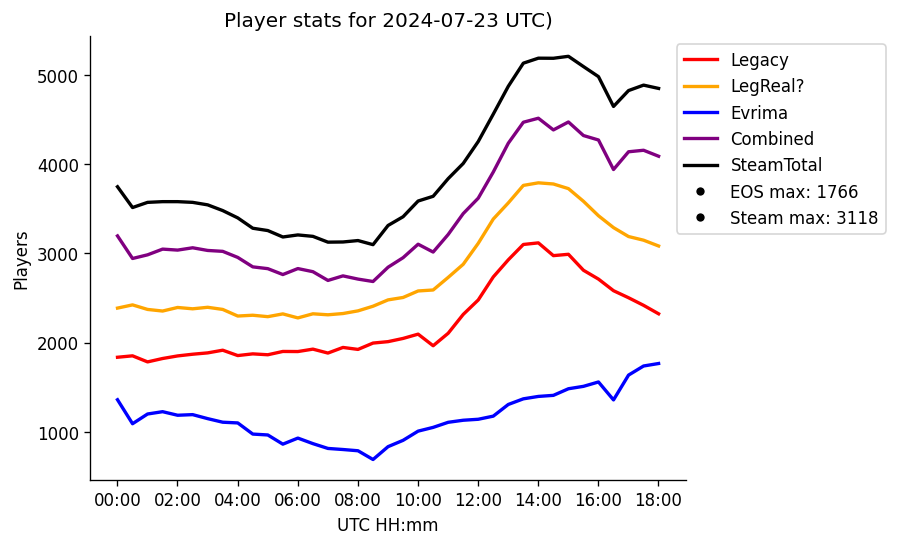 Player stats for 2024-07-23 UTC)
5000
4000
3000
2000
1000
Players
00:00 02:00 04:00 06:00 08:00 10:00 12:00 14:00 16:00 18:00
UTC HH:mm
Legacy
LegReal?
Evrima
Combined
SteamTotal
EOS max: 1766
Steam max: 3118